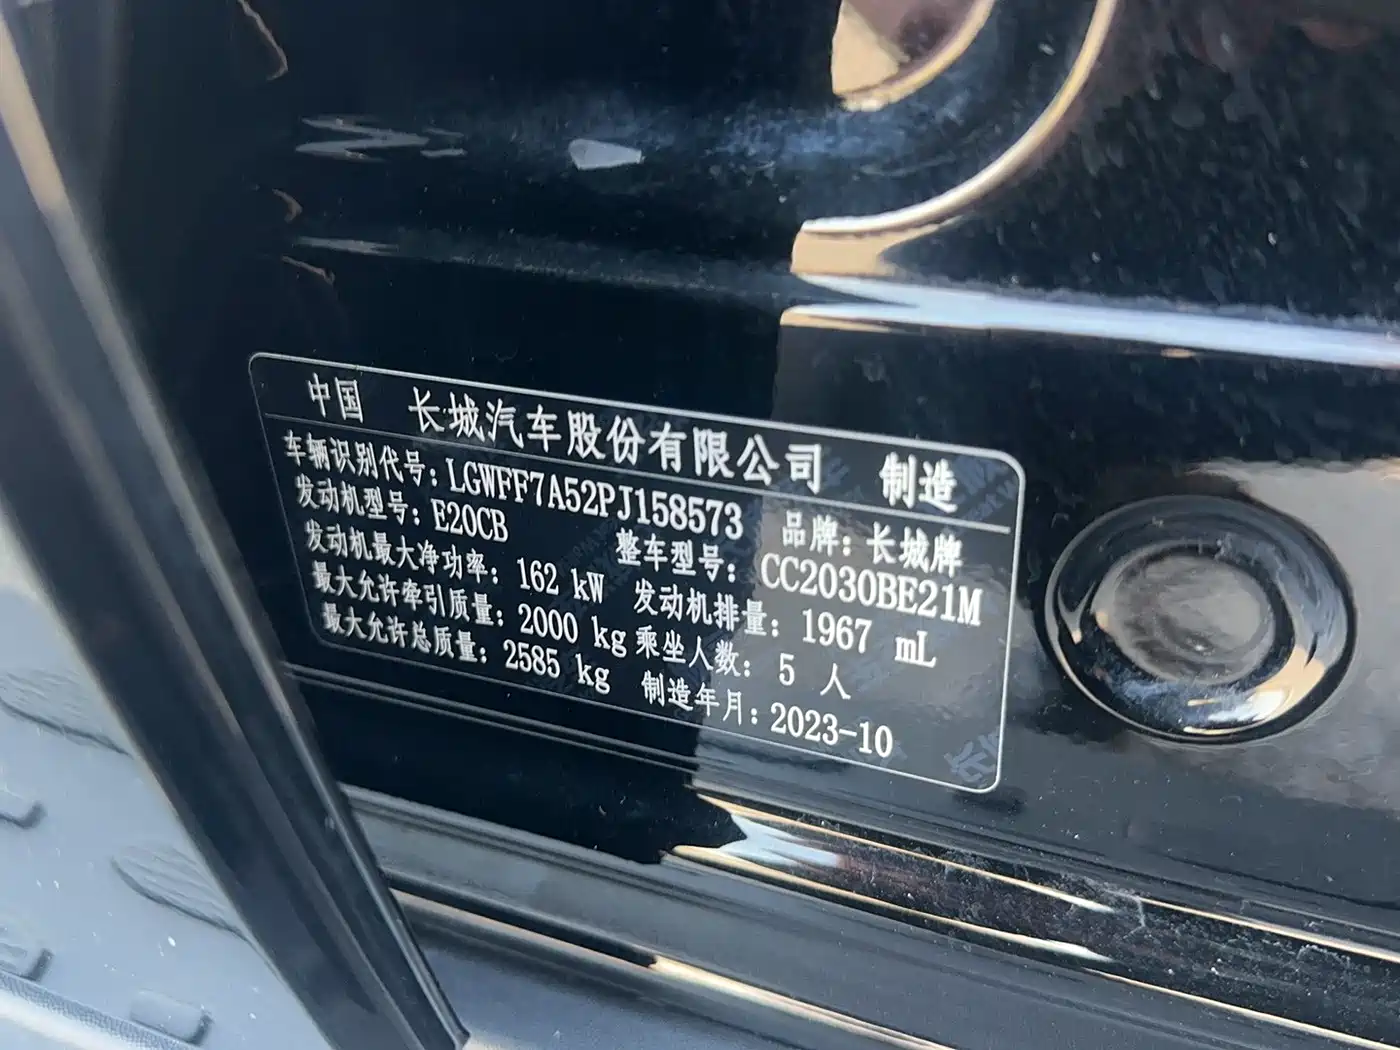 中国 长城汽车股份有限公司 制造
车辆识别代号: LGWFF7A52PJ158573 品牌: 长城牌
发动机型号: E20CB 整车型号: CC2030BE21M
发动机最大净功率: 162 kW 发动机排量: 1967 mL
最大允许牵引质量: 2000 kg 乘坐人数: 5 人
最大允许总质量: 2585 kg 制造年月: 2023-10